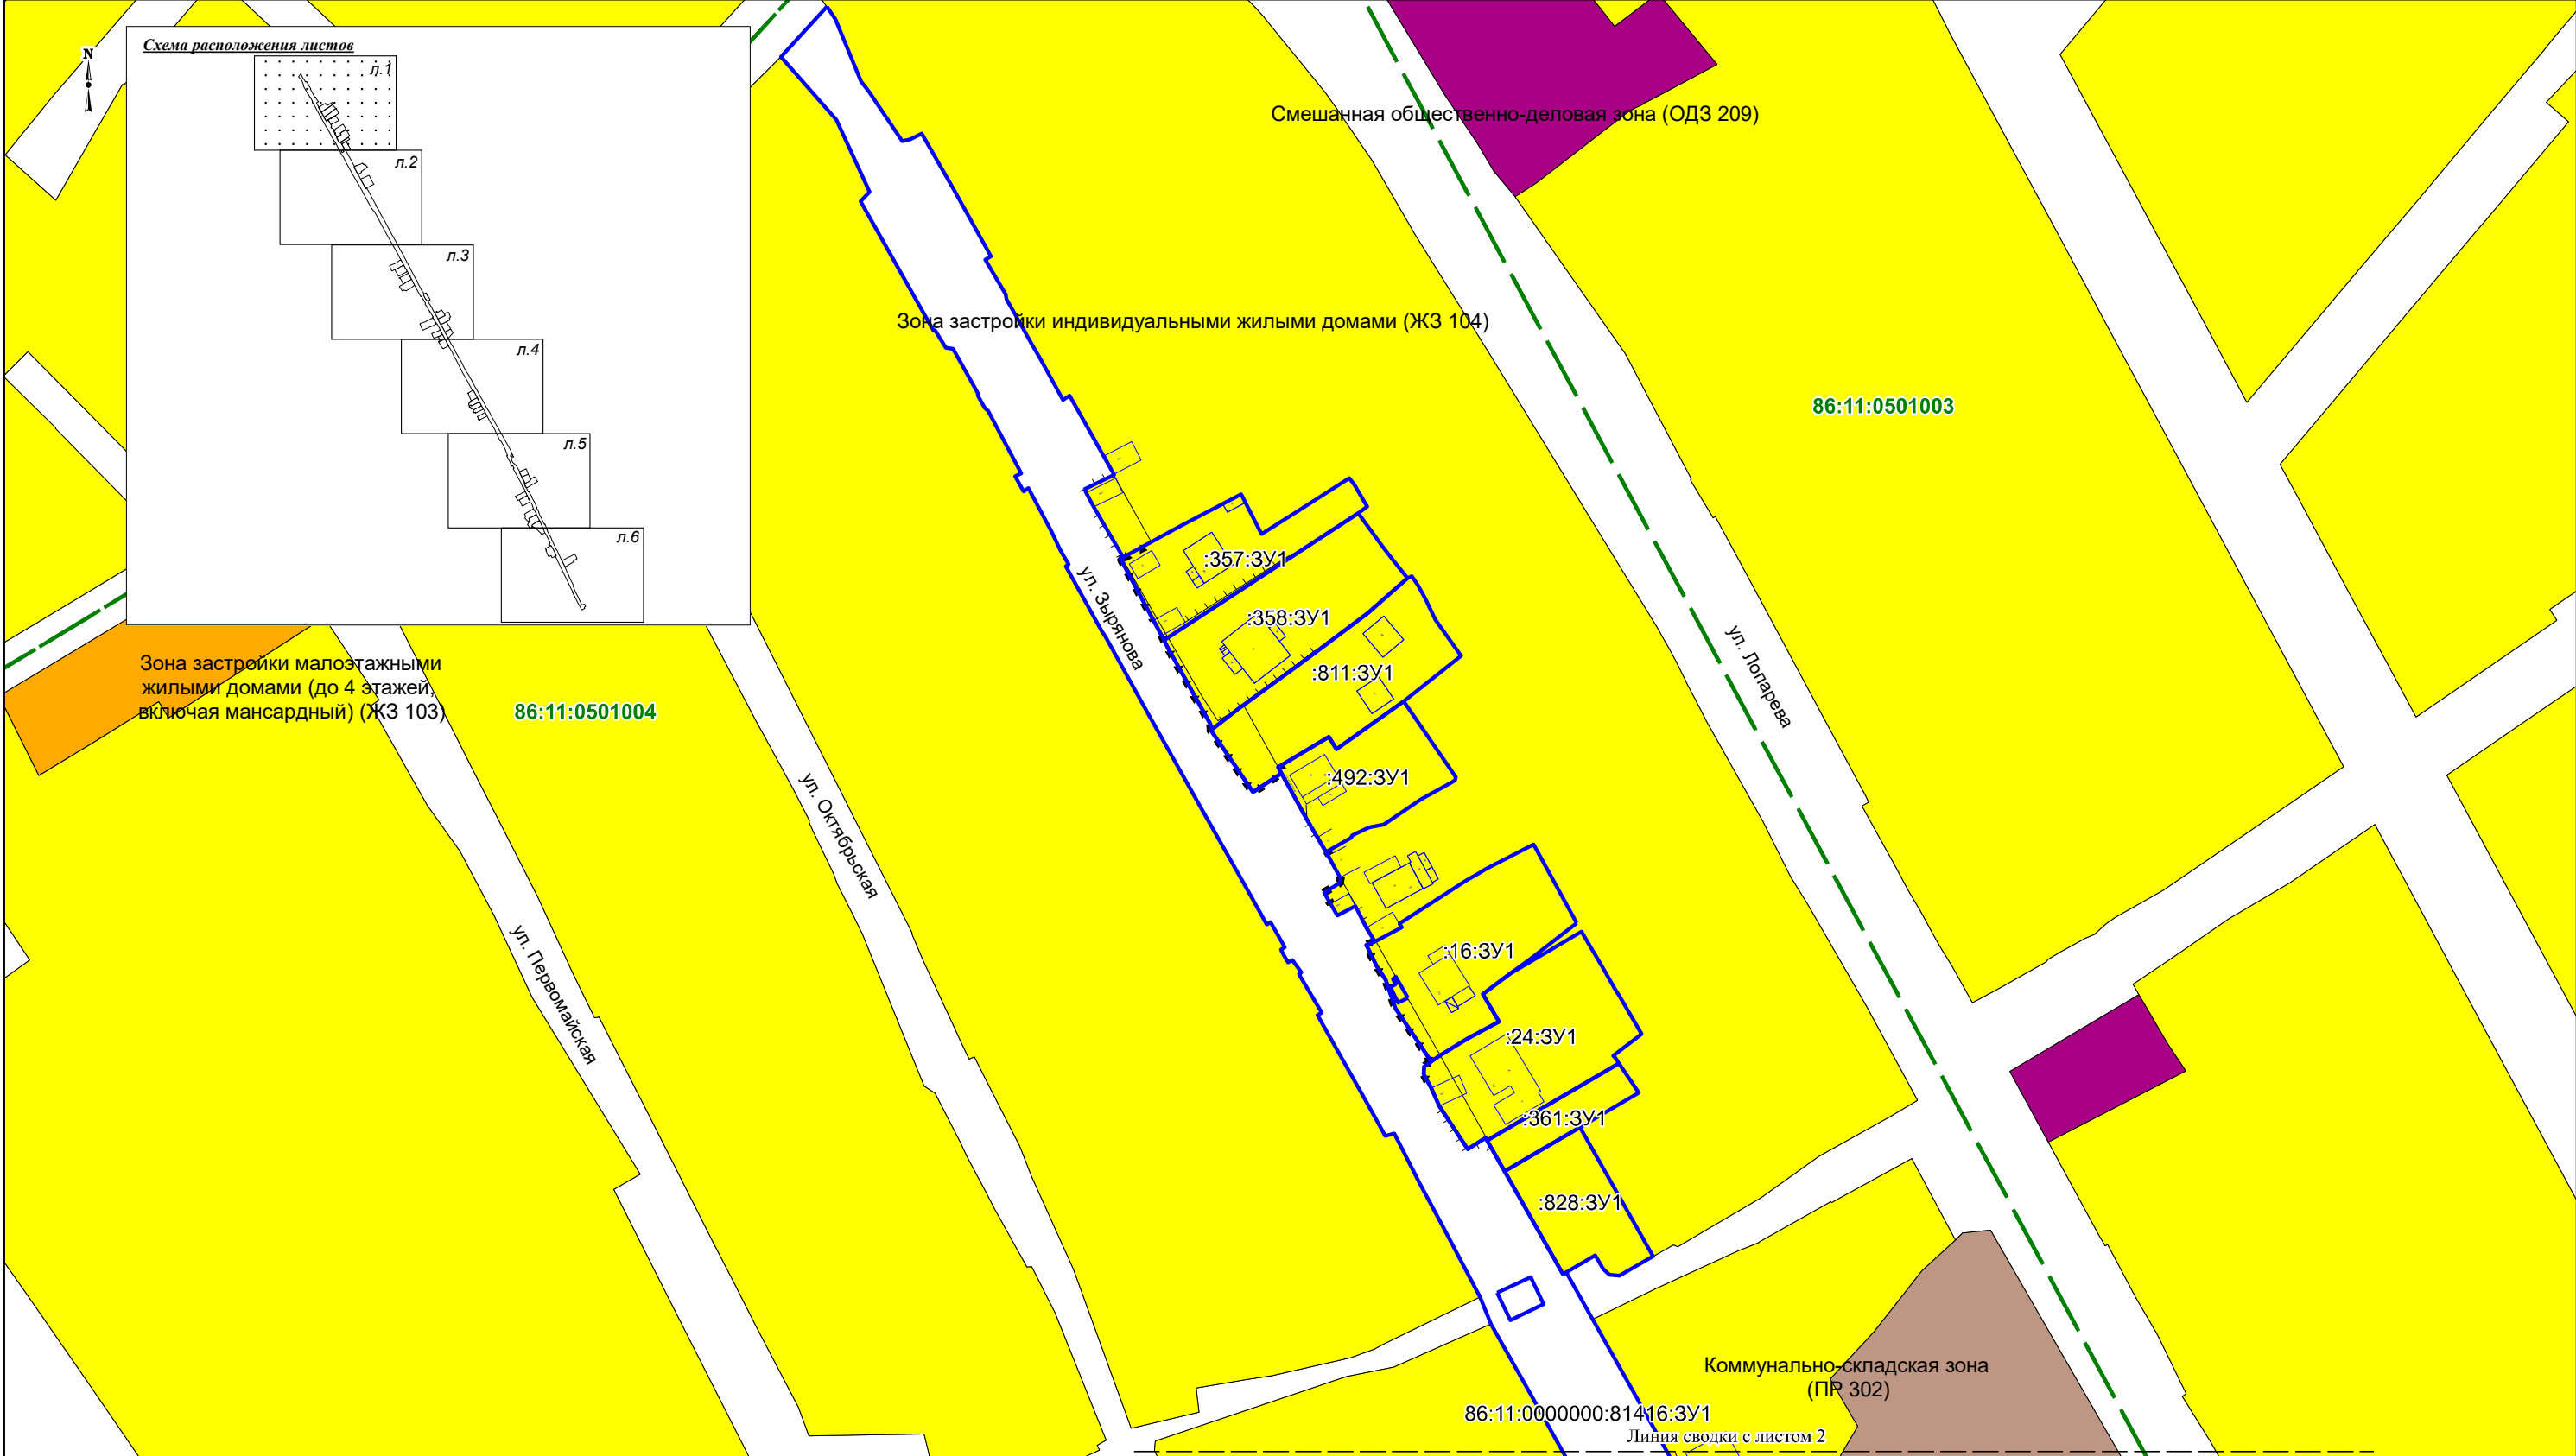 Схема расположения листов
N
л.1
л.2
л.3
л.4
л.5
л.6
Смешанная общественно-деловая зона (ОДЗ 209)
Зона застройки индивидуальными жилыми домами (ЖЗ 104)
86:11:0501003
:357:ЗУ1
:358:ЗУ1
:811:ЗУ1
:492:ЗУ1
ул. Зырянова
ул. Лопарева
Зона застройки малоэтажными
жилыми домами (до 4 этажей,
включая мансардный) (ЖЗ 103)
86:11:0501004
ул. Октябрьская
ул. Первомайская
:16:ЗУ1
:24:ЗУ1
:361:ЗУ1
:828:ЗУ1
Коммунально-складская зона
(ПР 302)
86:11:0000000:81416:ЗУ1
Линия сводки с листом 2